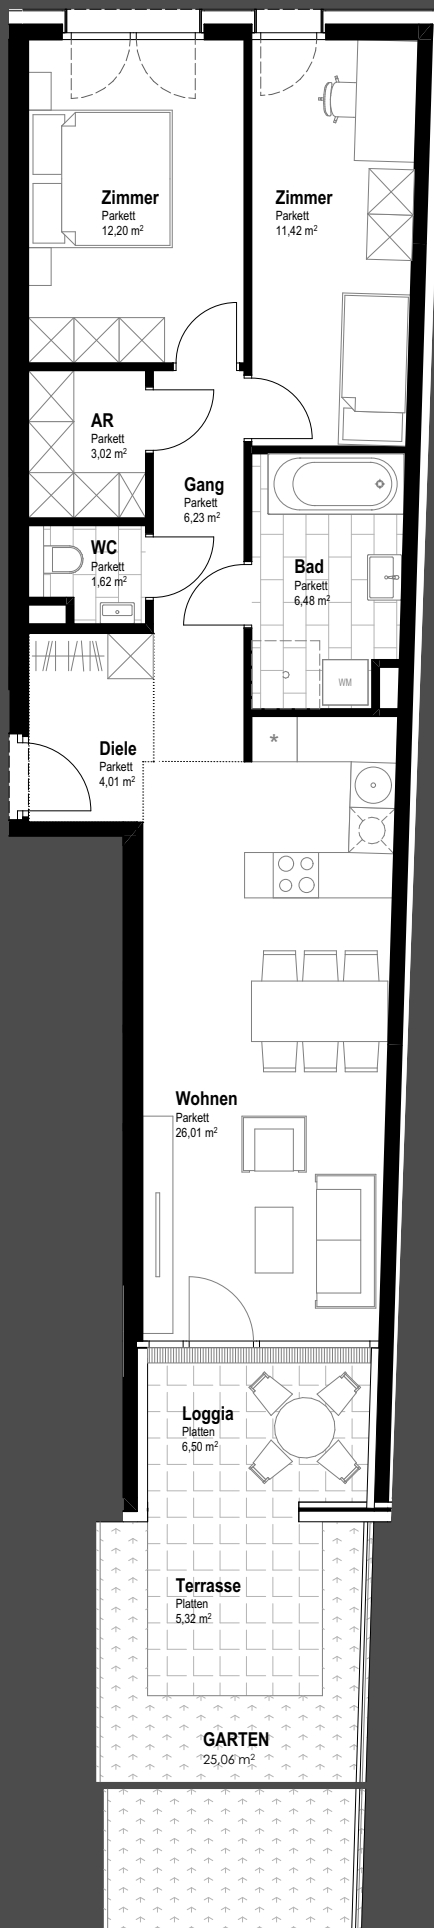 Zimmer
Parkett
12,20 m²
Zimmer
Parkett
11,42 m²
AR
Parkett
3,02 m²
Gang
Parkett
6,23 m²
WC
Parkett
1,62 m²
Bad
Parkett
6,48 m²
WM
Diele
Parkett
4,01 m²
*
Wohnen
Parkett
26,01 m²
Loggia
Platten
6,50 m²
Terrasse
Platten
5,32 m²
GARTEN
25,06 m²